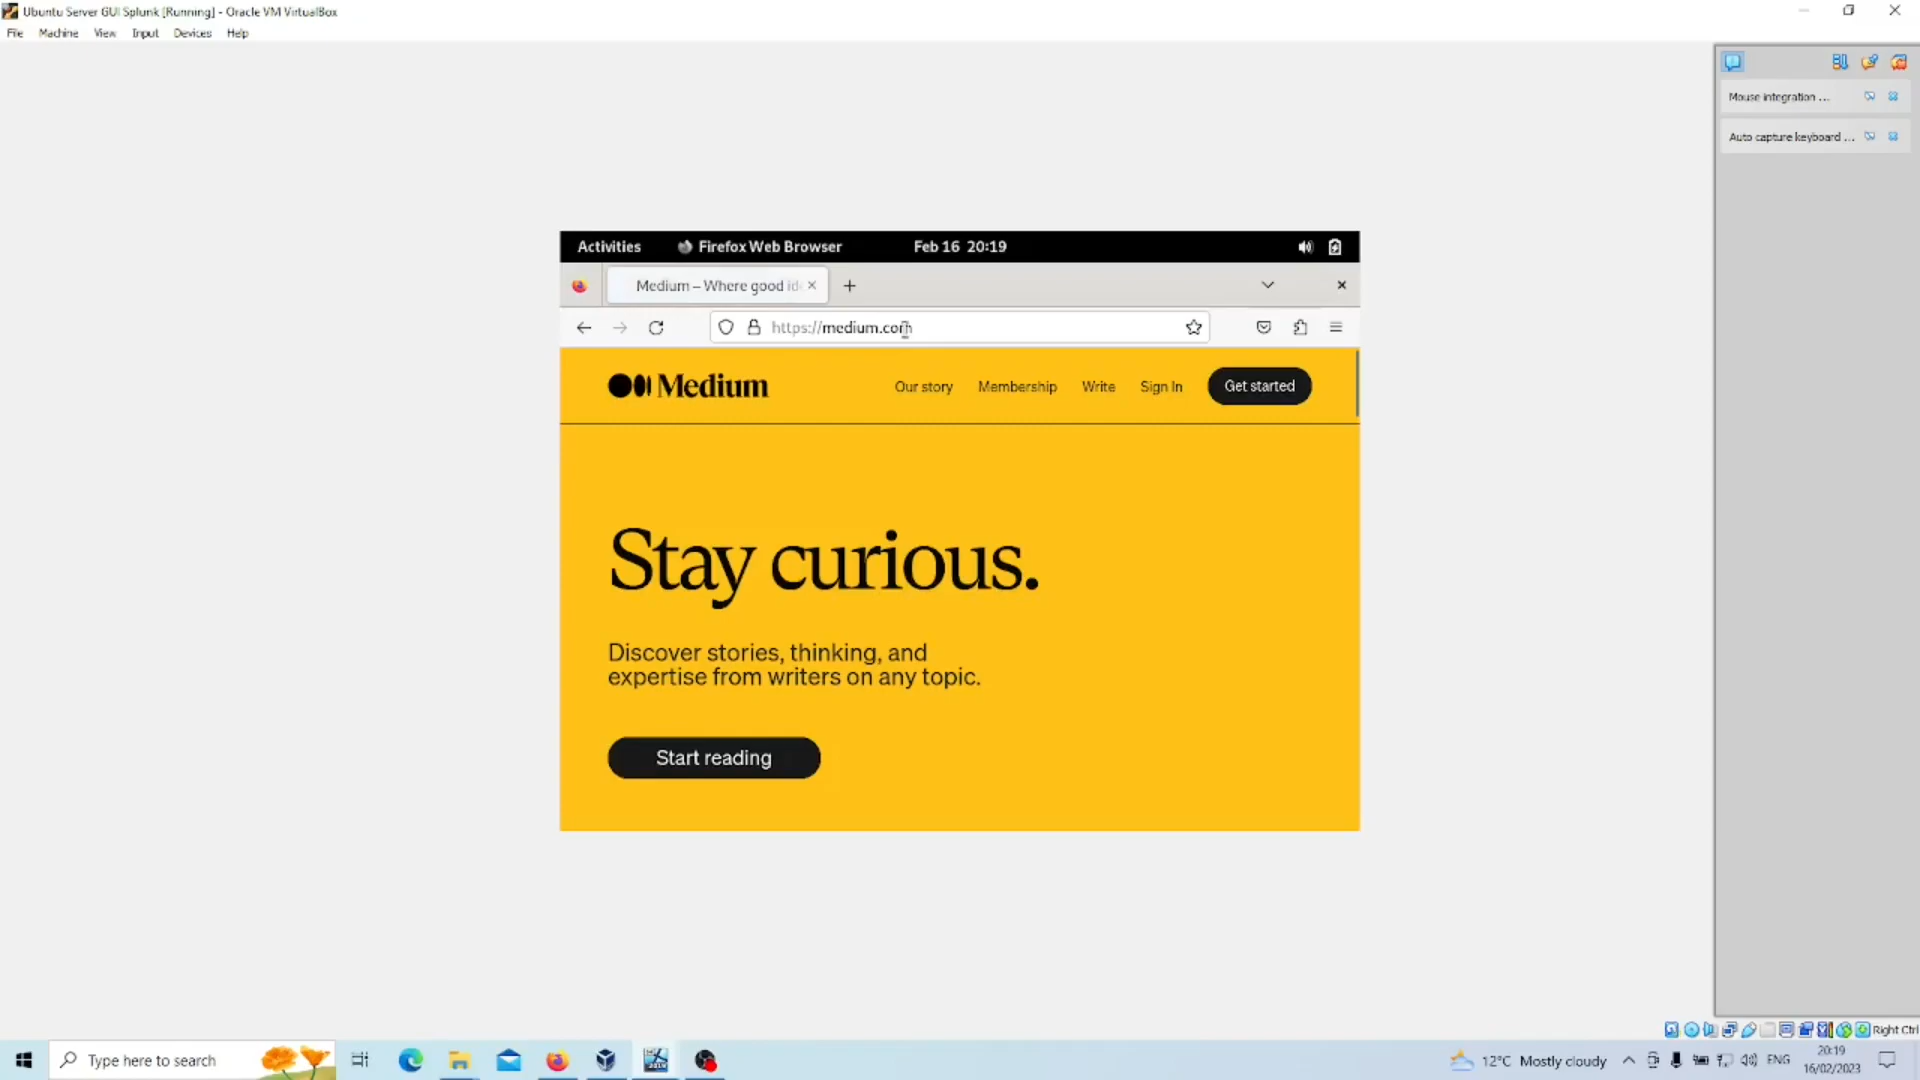 Ubuntu Server GUI Splunk [Running] - Oracle VM VirtualBox
File Machine View Input Devices Help
Mouse integration ...
Auto capture keyboard ...
Activities Firefox Web Browser Feb 16 20:19
Medium – Where good id
https://medium.com
Medium Our story Membership Write Sign In Get started
Stay curious.
Discover stories, thinking, and
expertise from writers on any topic.
Start reading
Right Ctrl
Type here to search 12°C Mostly cloudy ENG 20:19
16/02/2023